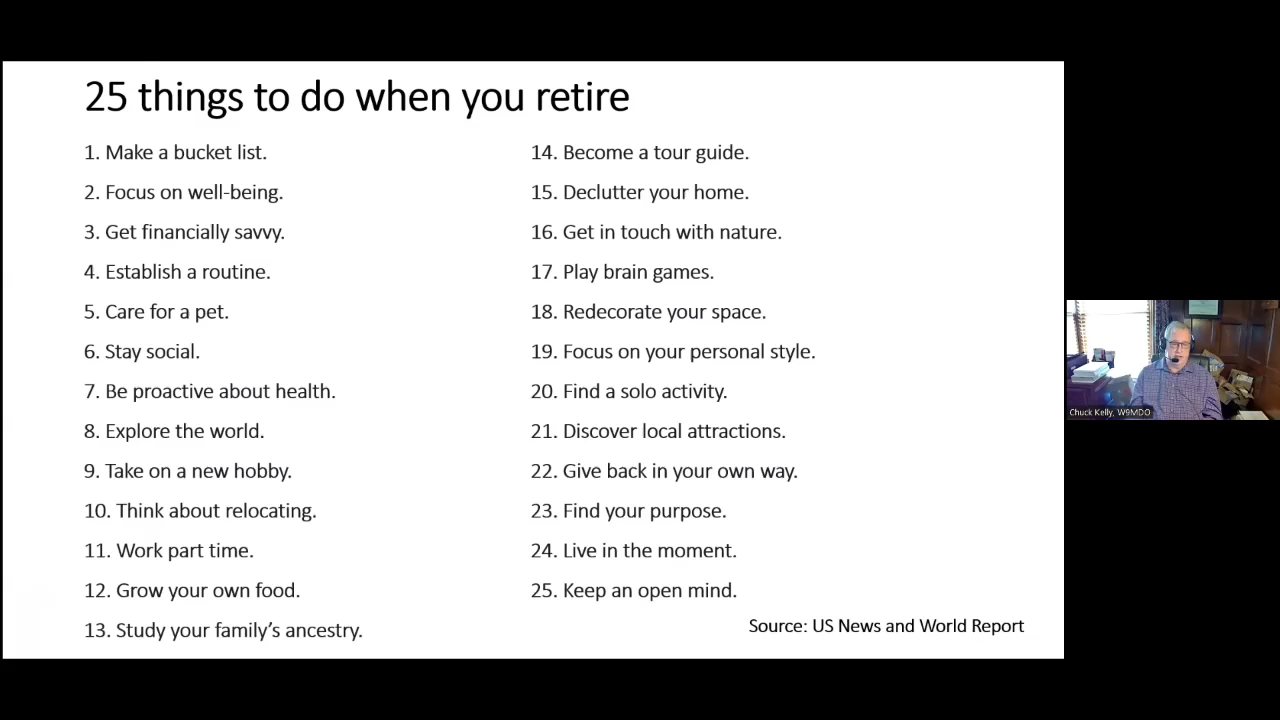 25 things to do when you retire
1. Make a bucket list.
2. Focus on well-being.
3. Get financially savvy.
4. Establish a routine.
5. Care for a pet.
6. Stay social.
7. Be proactive about health.
8. Explore the world.
9. Take on a new hobby.
10. Think about relocating.
11. Work part time.
12. Grow your own food.
13. Study your family’s ancestry.
14. Become a tour guide.
15. Declutter your home.
16. Get in touch with nature.
17. Play brain games.
18. Redecorate your space.
19. Focus on your personal style.
20. Find a solo activity.
21. Discover local attractions.
22. Give back in your own way.
23. Find your purpose.
24. Live in the moment.
25. Keep an open mind.
Source: US News and World Report
Chuck Kelly, W9MDO